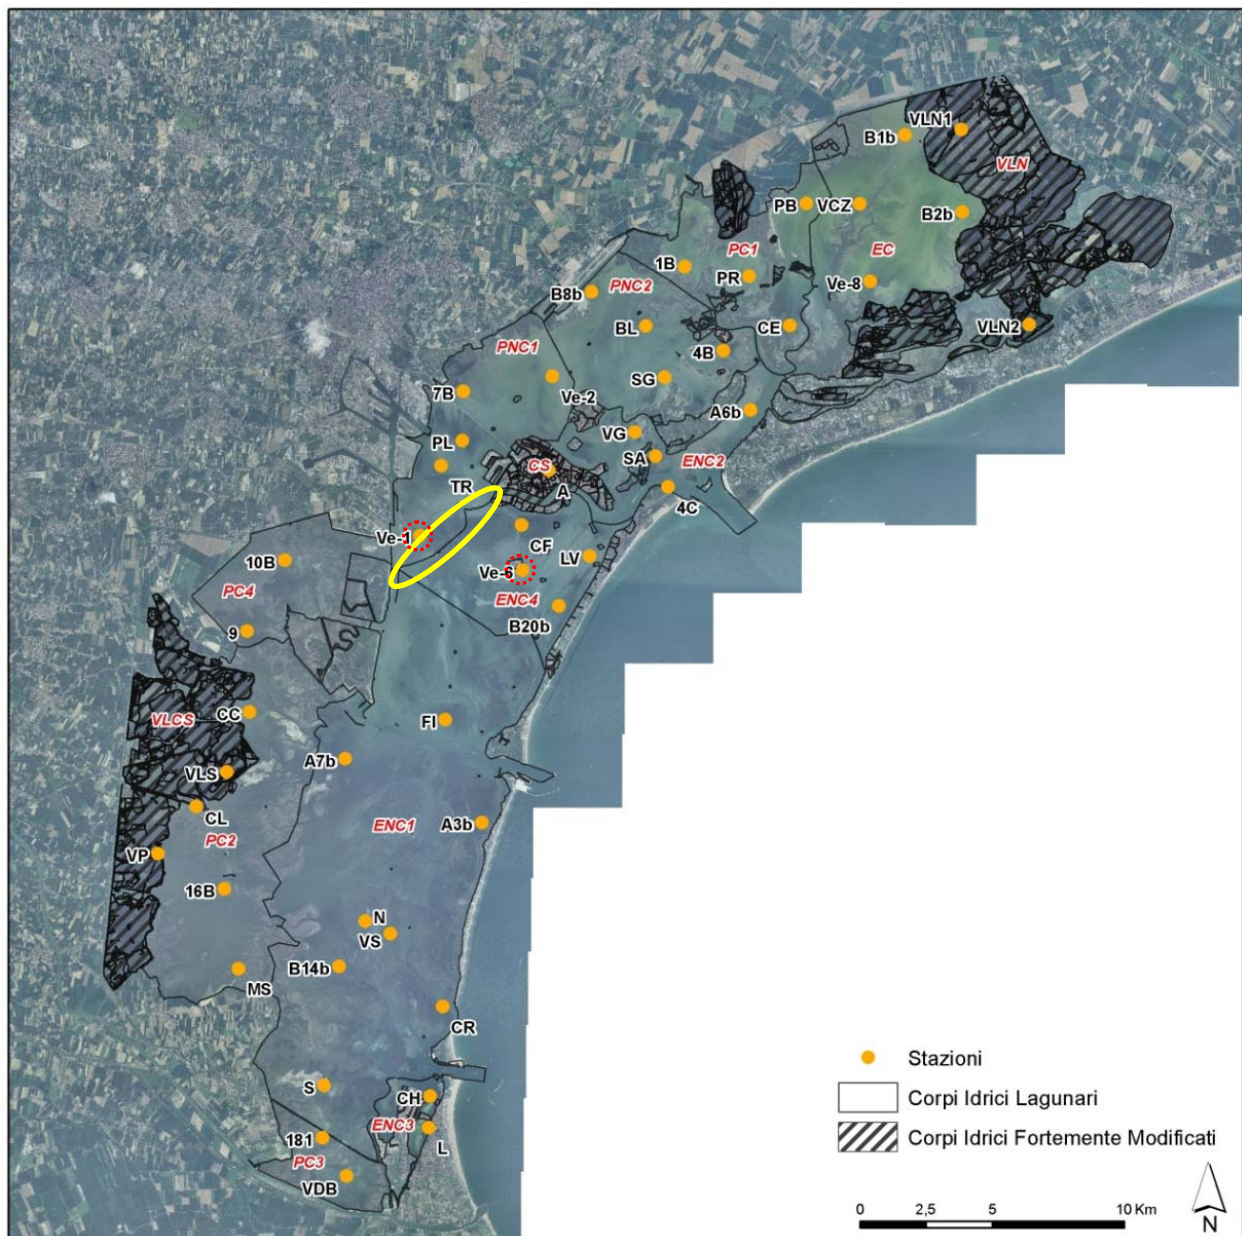 VLN1
B1b
VLN
PB
VCZ
B2b
EC
PC1
1B
PR
PNC2
B8b
Ve-8
BL
CE
VLN2
4B
PNC1
SG
7B
Ve-2
A6b
VG
PL
SA
ENC2
CS
TR
A
4C
Ve-1
CF
LV
10B
Ve-6
PC4
ENC4
B20b
9
CC
VLCS
FI
A7b
VLS
CL
A3b
ENC1
PC2
VP
16B
N
VS
B14b
MS
CR
S
CH
ENC3
181
L
PC3
VDB
Stazioni
Corpi Idrici Lagunari
Corpi Idrici Fortemente Modificati
0 2,5 5 10 Km
N